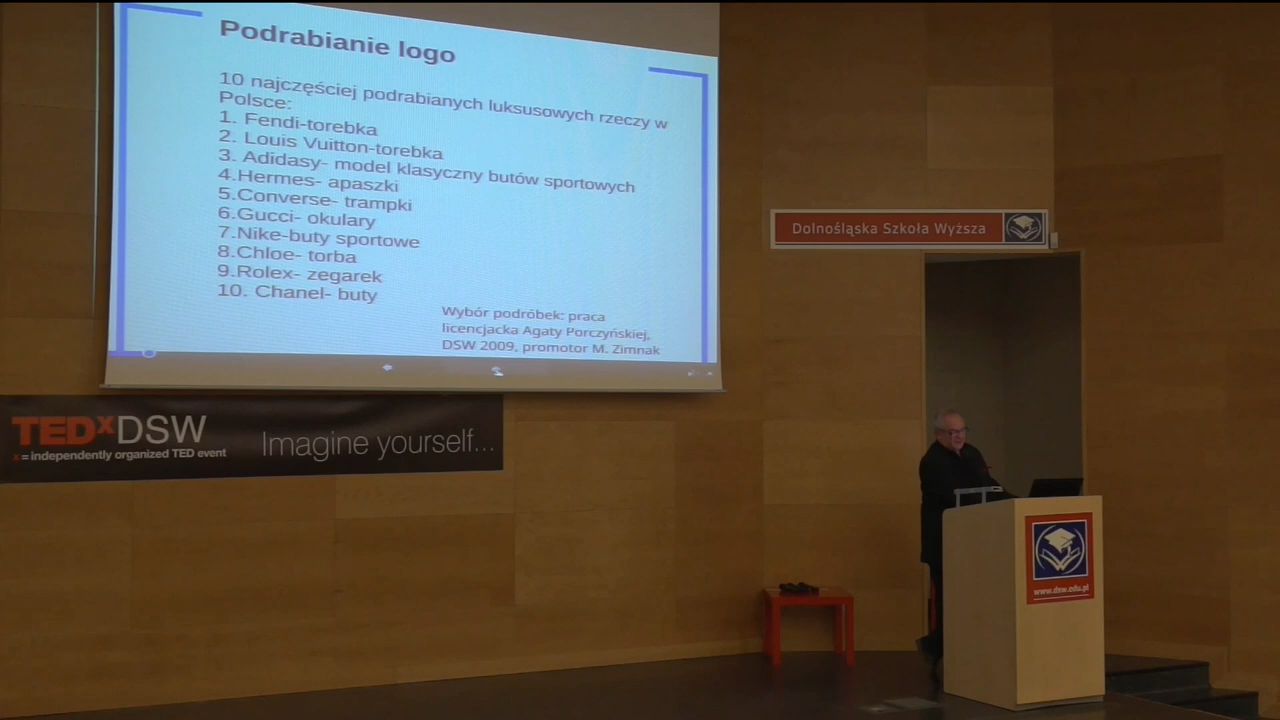 Podrabianie logo
10 najczęściej podrabianych luksusowych rzeczy w
Polsce:
1. Fendi-torebka
2. Louis Vuitton-torebka
3. Adidasy- model klasyczny butów sportowych
4.Hermes- apaszki
5.Converse- trampki
6.Gucci- okulary
7.Nike-buty sportowe
8.Chloe- torba
9.Rolex- zegarek
10. Chanel- buty
Wybór podróbek: praca
licencjacka Agaty Porczyńskiej,
DSW 2009, promotor M. Zimnak
Dolnośląska Szkoła Wyższa
TEDxDSW
x = independently organized TED event
Imagine yourself...
www.dsw.edu.pl